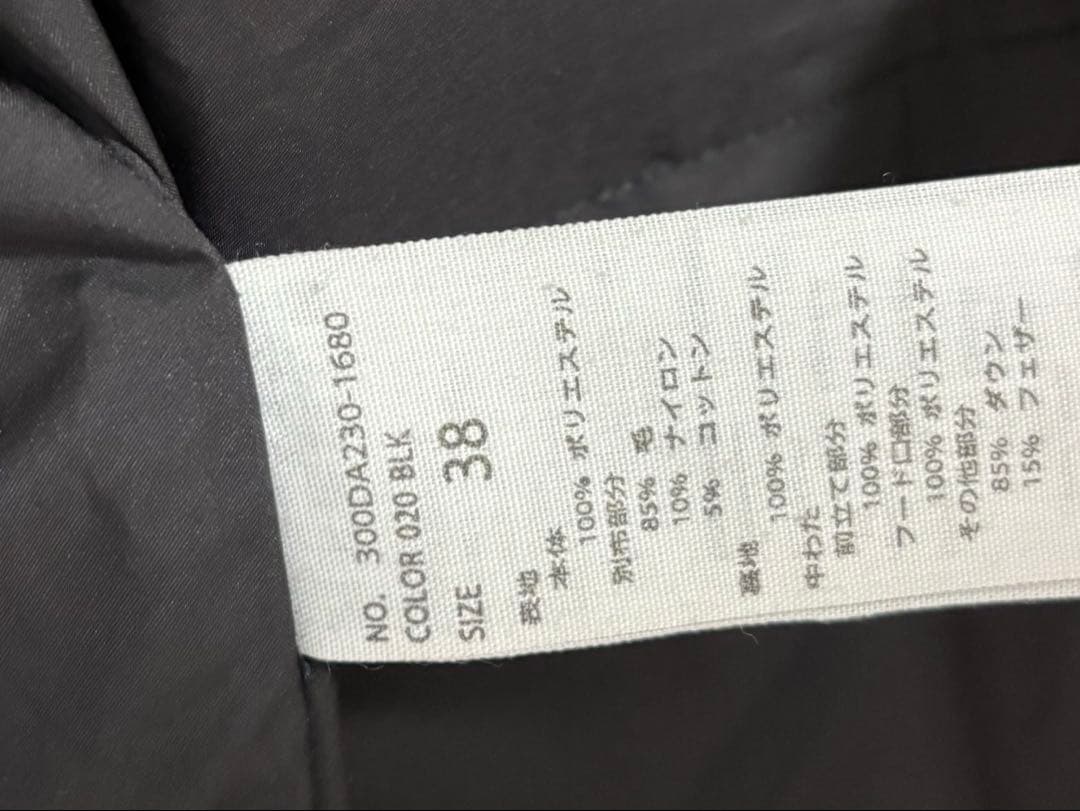 NO. 300DA230-1680
COLOR 020 BLK
SIZE 38
表地
本体
100% ポリエステル
別布部分
85% 毛
10% ナイロン
5% コットン
裏地
100% ポリエステル
中わた
前立て部分
100% ポリエステル
フード口部分
100% ポリエステル
その他部分
85% ダウン
15% フェザー